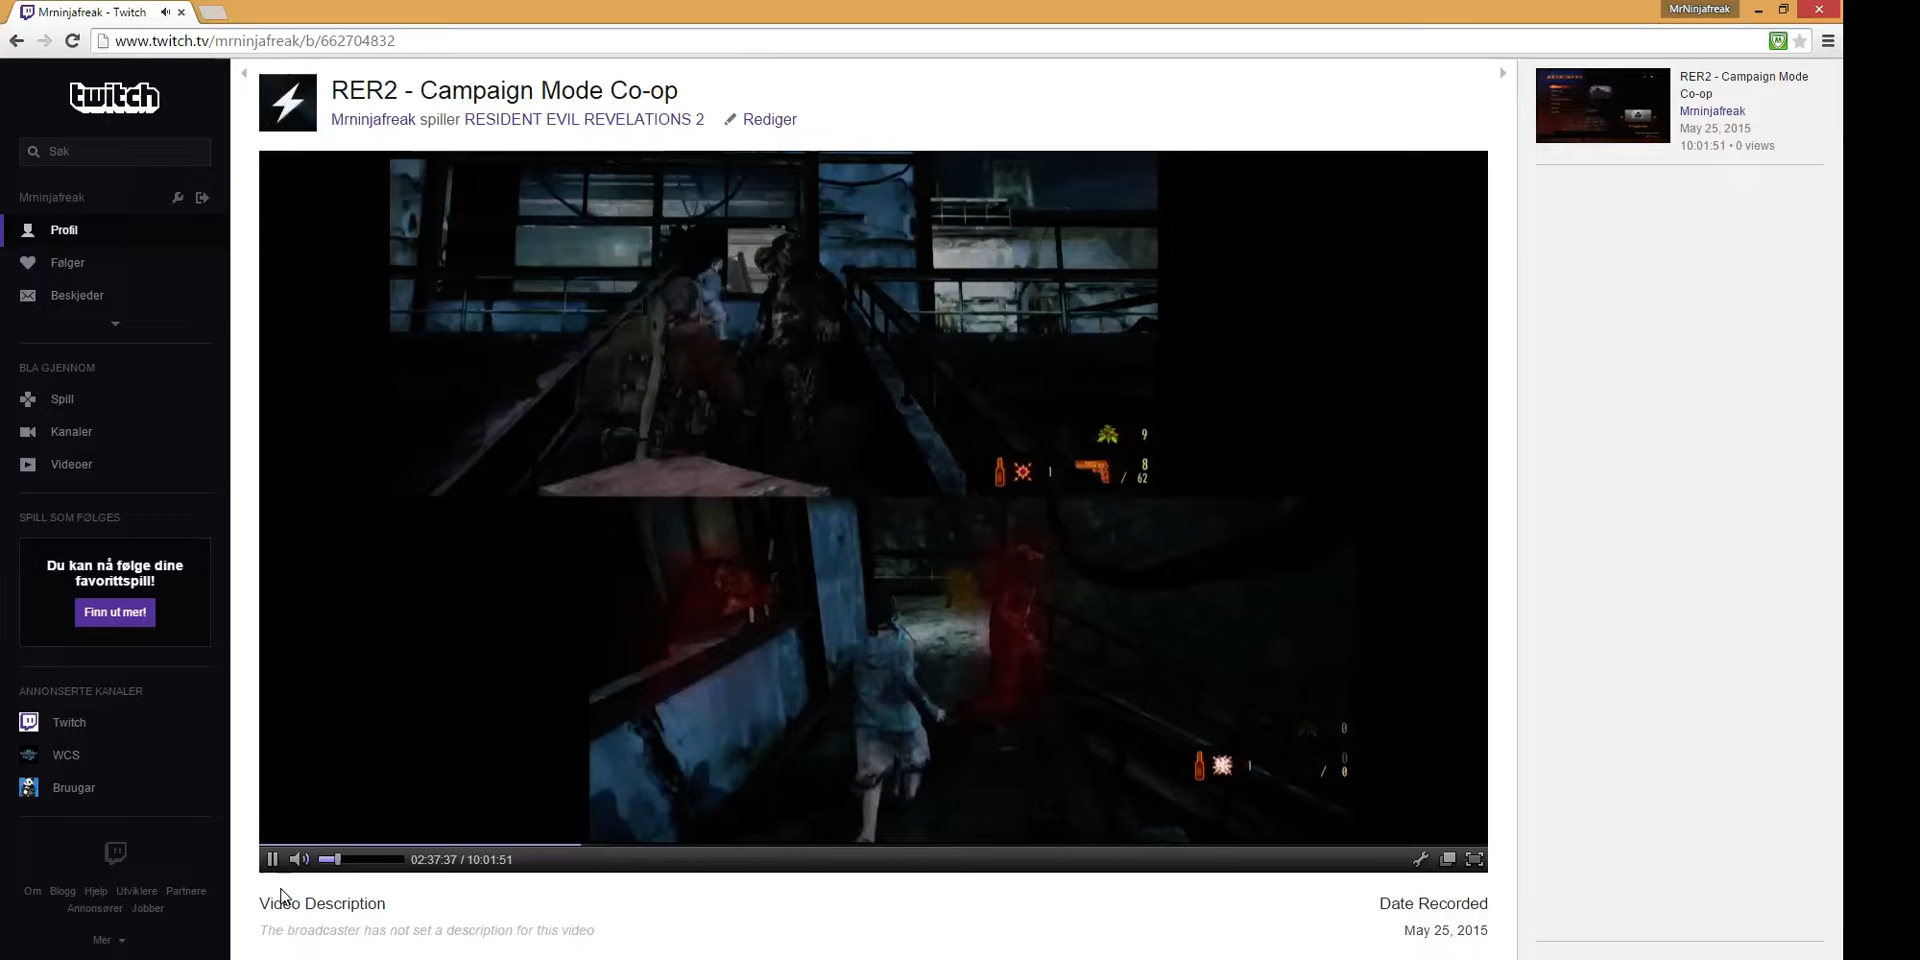 Mrninjafreak - Twitch
MrNinjafreak
www.twitch.tv/mrninjafreak/b/662704832
twitch
Søk
Mrninjafreak
Profil
Følger
Beskjeder
BLA GJENNOM
Spill
Kanaler
Videoer
SPILL SOM FØLGES
Du kan nå følge dine
favorittspill!
Finn ut mer!
ANNONSERTE KANALER
Twitch
WCS
Bruugar
Om Blogg Hjelp Utviklere Partnere
Annonsører Jobber
Mer
RER2 - Campaign Mode Co-op
Mrninjafreak spiller RESIDENT EVIL REVELATIONS 2 Rediger
9
1 8
/ 62
0
1 0
/ 0
02:37:37 / 10:01:51
Video Description
The broadcaster has not set a description for this video
Date Recorded
May 25, 2015
RER2 - Campaign Mode
Co-op
Mrninjafreak
May 25, 2015
10:01:51 • 0 views